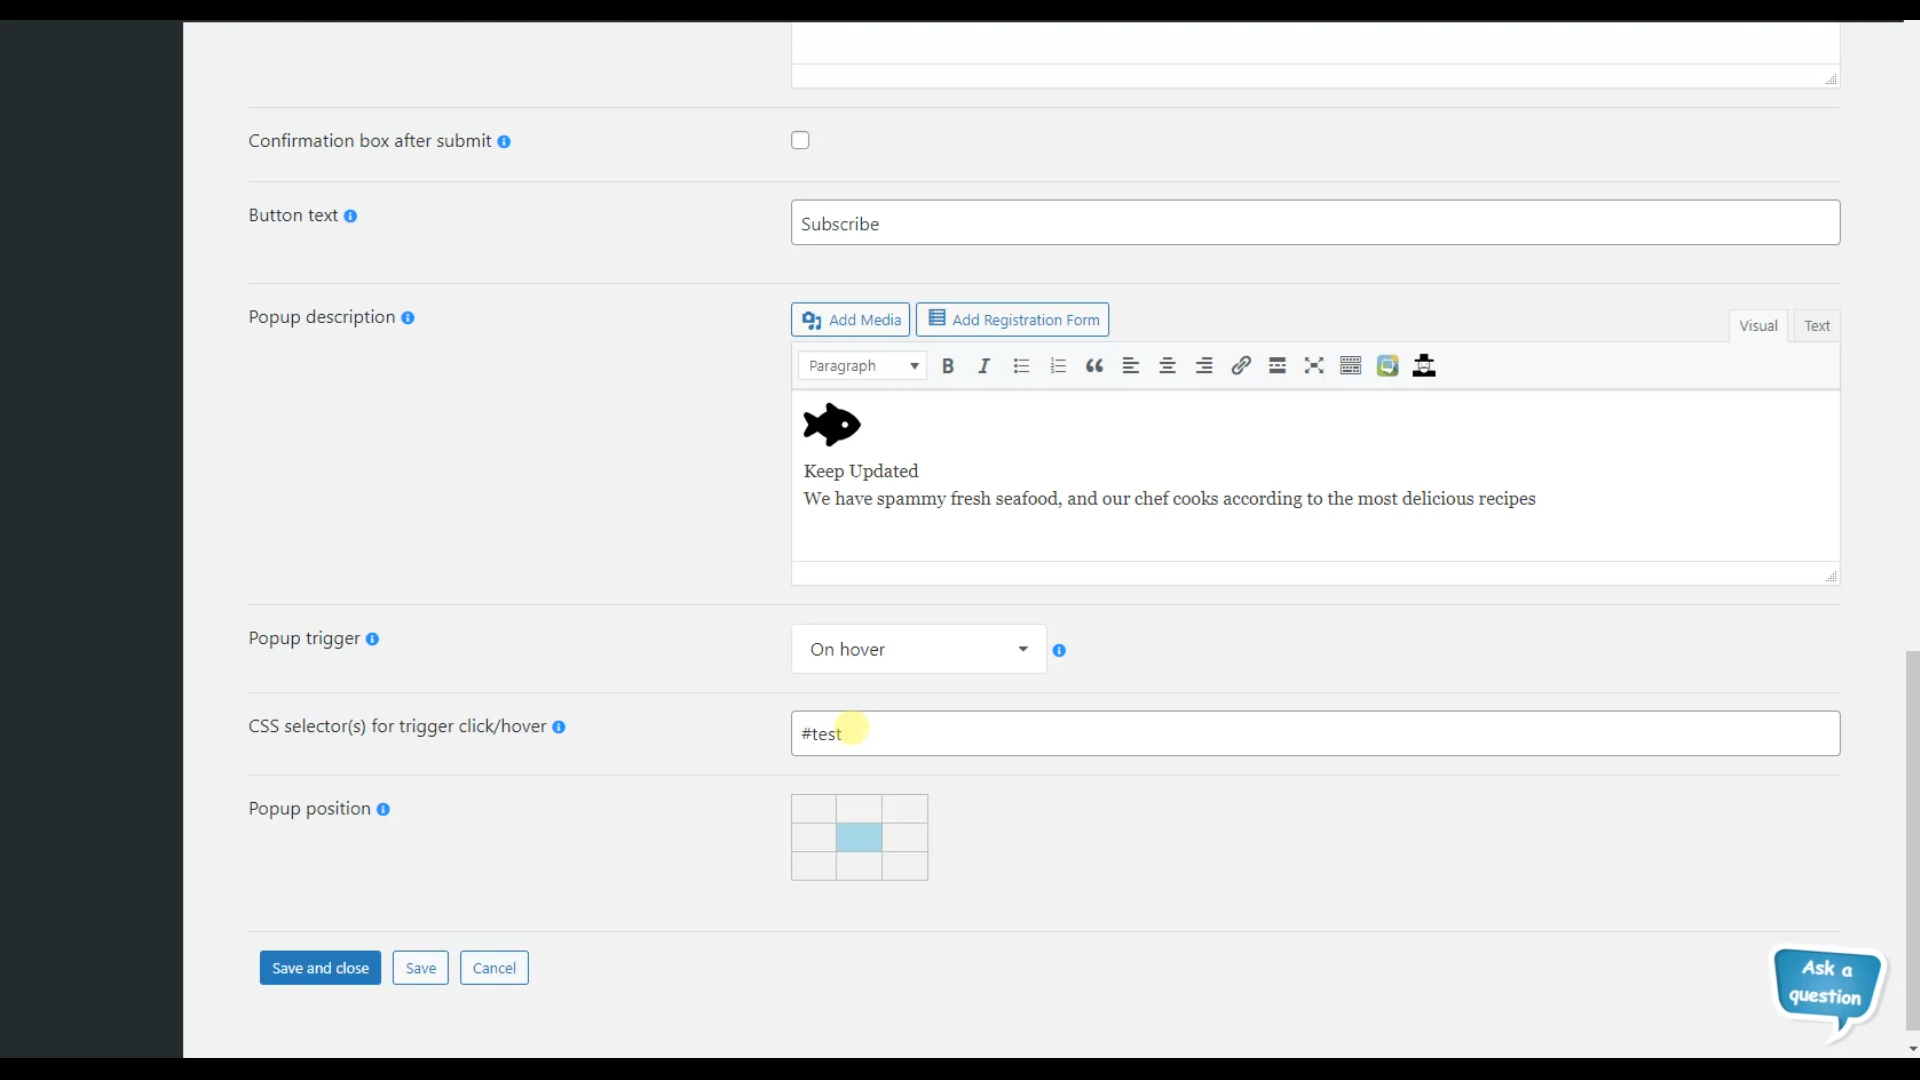 Confirmation box after submit
Button text
Subscribe
Popup description
Add Media
Add Registration Form
Visual
Text
Paragraph
Keep Updated
We have spammy fresh seafood, and our chef cooks according to the most delicious recipes
Popup trigger
On hover
CSS selector(s) for trigger click/hover
#test
Popup position
Save and close
Save
Cancel
Ask a
question